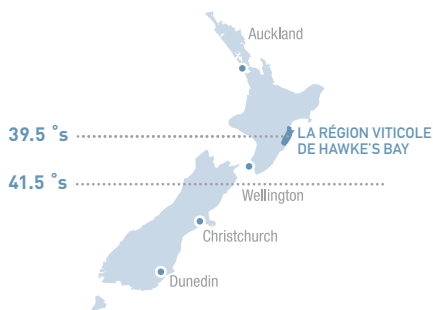 Auckland
39.5 °s
LA RÉGION VITICOLE
DE HAWKE'S BAY
41.5 °s
Wellington
Christchurch
Dunedin